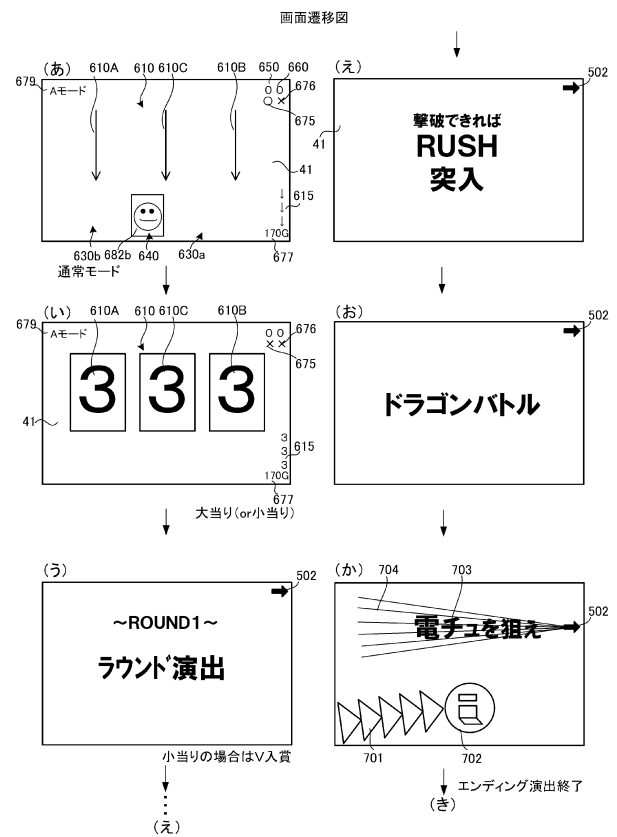 画面遷移図
(あ)
610A
610
610C
610B
650
660
679
Aモード
○○
○×
676
675
41
↓
↓
↓
615
170G
677
630b
682b
640
630a
通常モード
(い)
610A
610
610C
610B
679
Aモード
○○
××
676
675
3
3
3
41
3
3
3
615
170G
677
大当り(or小当り)
(う)
502
～ROUND1～
ラウンド演出
小当りの場合はV入賞
(え)
(え)
502
41
撃破できれば
RUSH
突入
(お)
502
ドラゴンバトル
(か)
704
703
502
電チュを狙え
701
702
エンディング演出終了
(き)